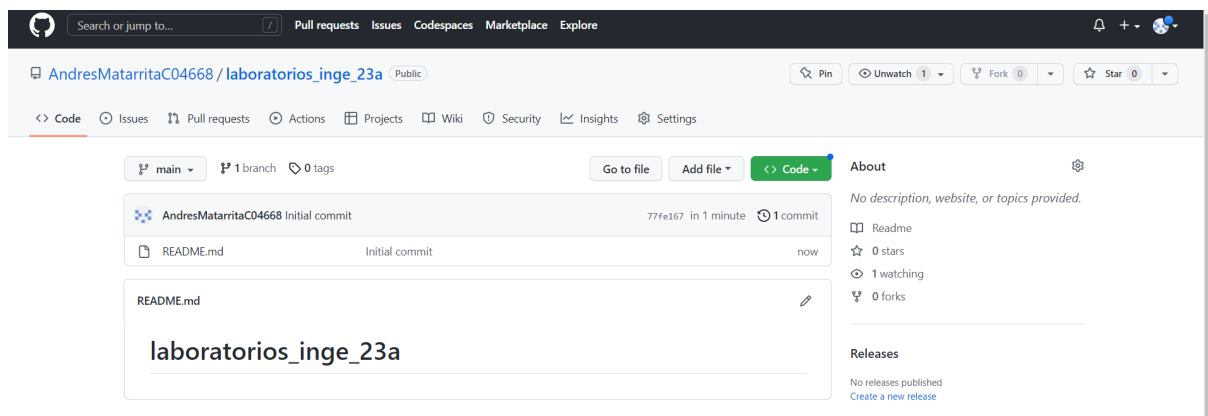 Search or jump to... / Pull requests Issues Codespaces Marketplace Explore
AndresMatarritaC04668 / laboratorios_inge_23a Public Pin Unwatch 1 Fork 0 Star 0
<> Code Issues Pull requests Actions Projects Wiki Security Insights Settings
main 1 branch 0 tags Go to file Add file <> Code
AndresMatarritaC04668 Initial commit 77fe167 in 1 minute 1 commit
README.md Initial commit now
README.md
laboratorios_inge_23a
About
No description, website, or topics provided.
Readme
0 stars
1 watching
0 forks
Releases
No releases published
Create a new release